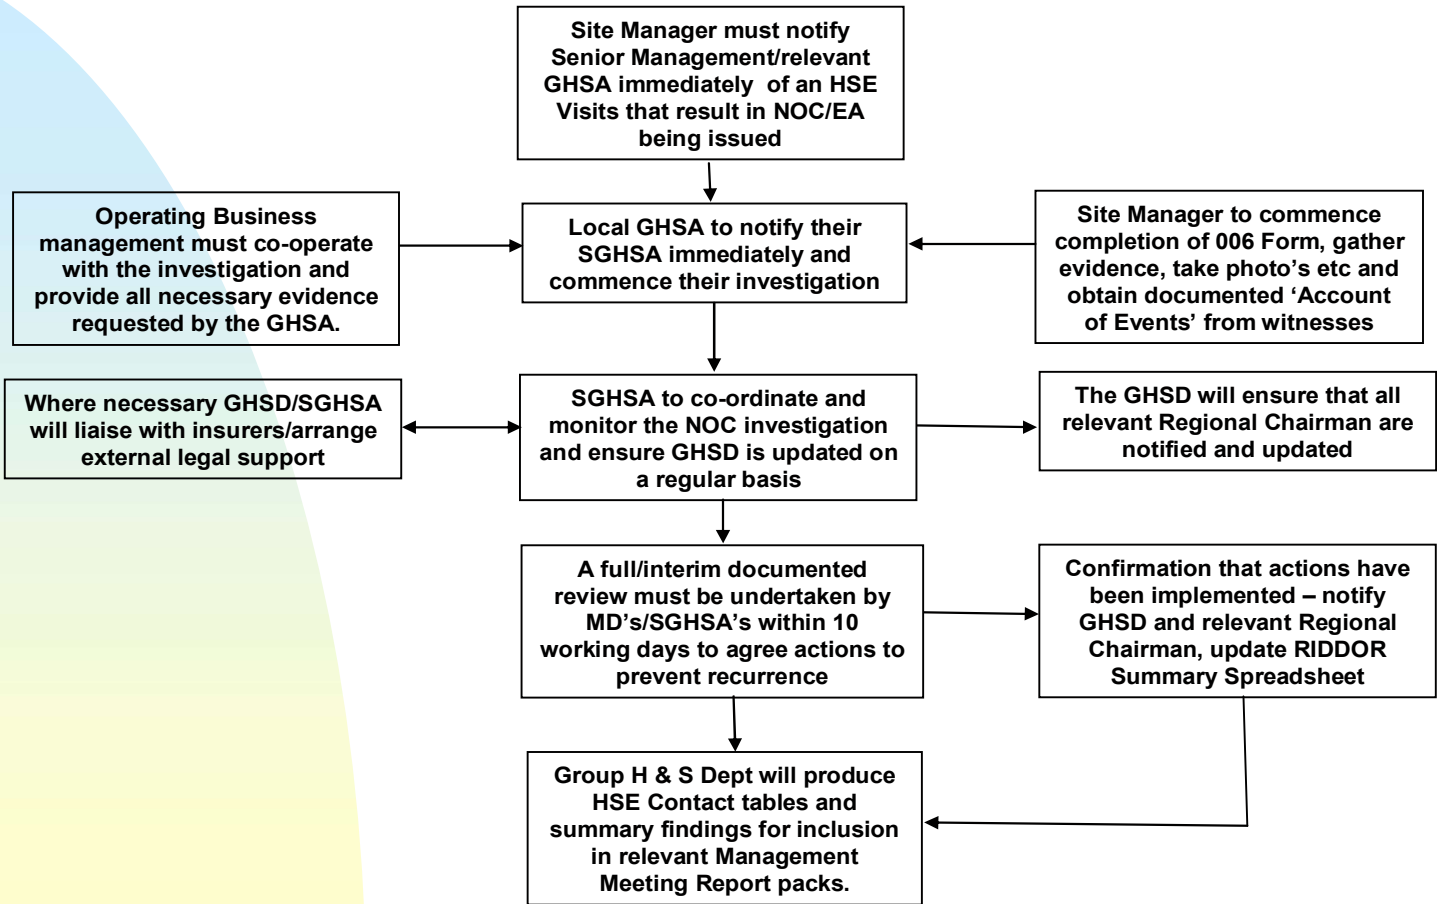 Site Manager must notify
Senior Management/relevant
GHSA immediately of an HSE
Visits that result in NOC/EA
being issued
Operating Business
management must co-operate
with the investigation and
provide all necessary evidence
requested by the GHSA.
Local GHSA to notify their
SGHSA immediately and
commence their investigation
Site Manager to commence
completion of 006 Form, gather
evidence, take photo's etc and
obtain documented ‘Account
of Events’ from witnesses
Where necessary GHSD/SGHSA
will liaise with insurers/arrange
external legal support
SGHSA to co-ordinate and
monitor the NOC investigation
and ensure GHSD is updated on
a regular basis
The GHSD will ensure that all
relevant Regional Chairman are
notified and updated
A full/interim documented
review must be undertaken by
MD's/SGHSA's within 10
working days to agree actions to
prevent recurrence
Confirmation that actions have
been implemented – notify
GHSD and relevant Regional
Chairman, update RIDDOR
Summary Spreadsheet
Group H & S Dept will produce
HSE Contact tables and
summary findings for inclusion
in relevant Management
Meeting Report packs.